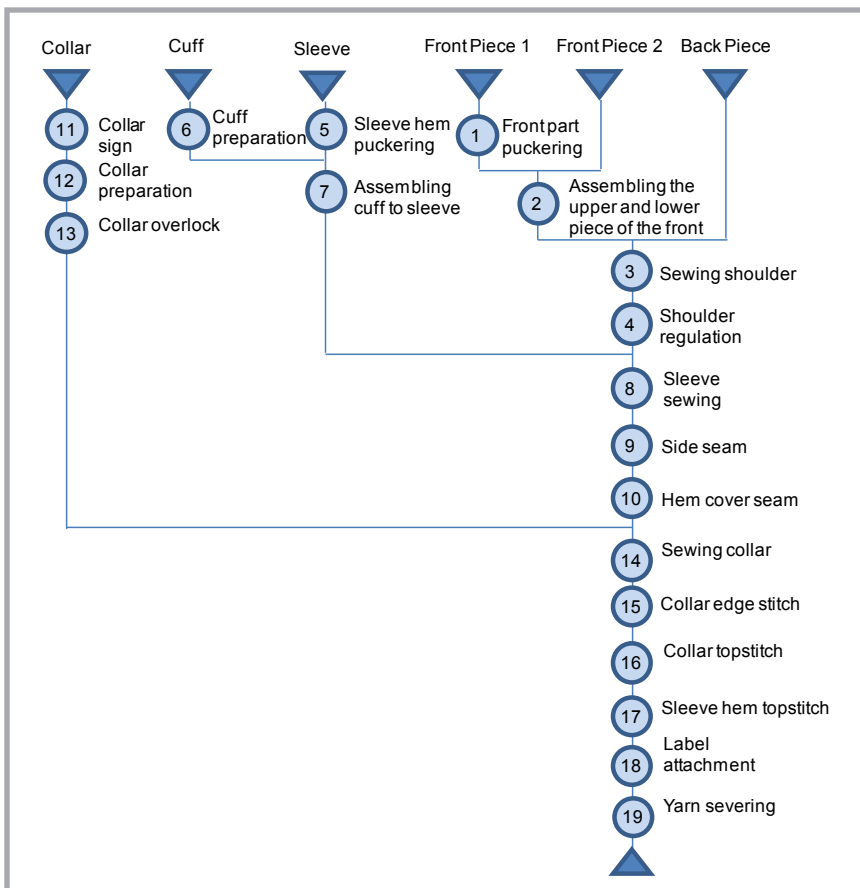 Collar
Cuff
Sleeve
Front Piece 1
Front Piece 2
Back Piece
11
Collar
sign
6
Cuff
preparation
5
Sleeve hem
puckering
1
Front part
puckering
12
Collar
preparation
7
Assembling
cuff to sleeve
2
Assembling the
upper and lower
piece of the front
13
Collar overlock
3
Sewing shoulder
4
Shoulder
regulation
8
Sleeve
sewing
9
Side seam
10
Hem cover seam
14
Sewing collar
15
Collar edge stitch
16
Collar topstitch
17
Sleeve hem topstitch
18
Label
attachment
19
Yarn severing